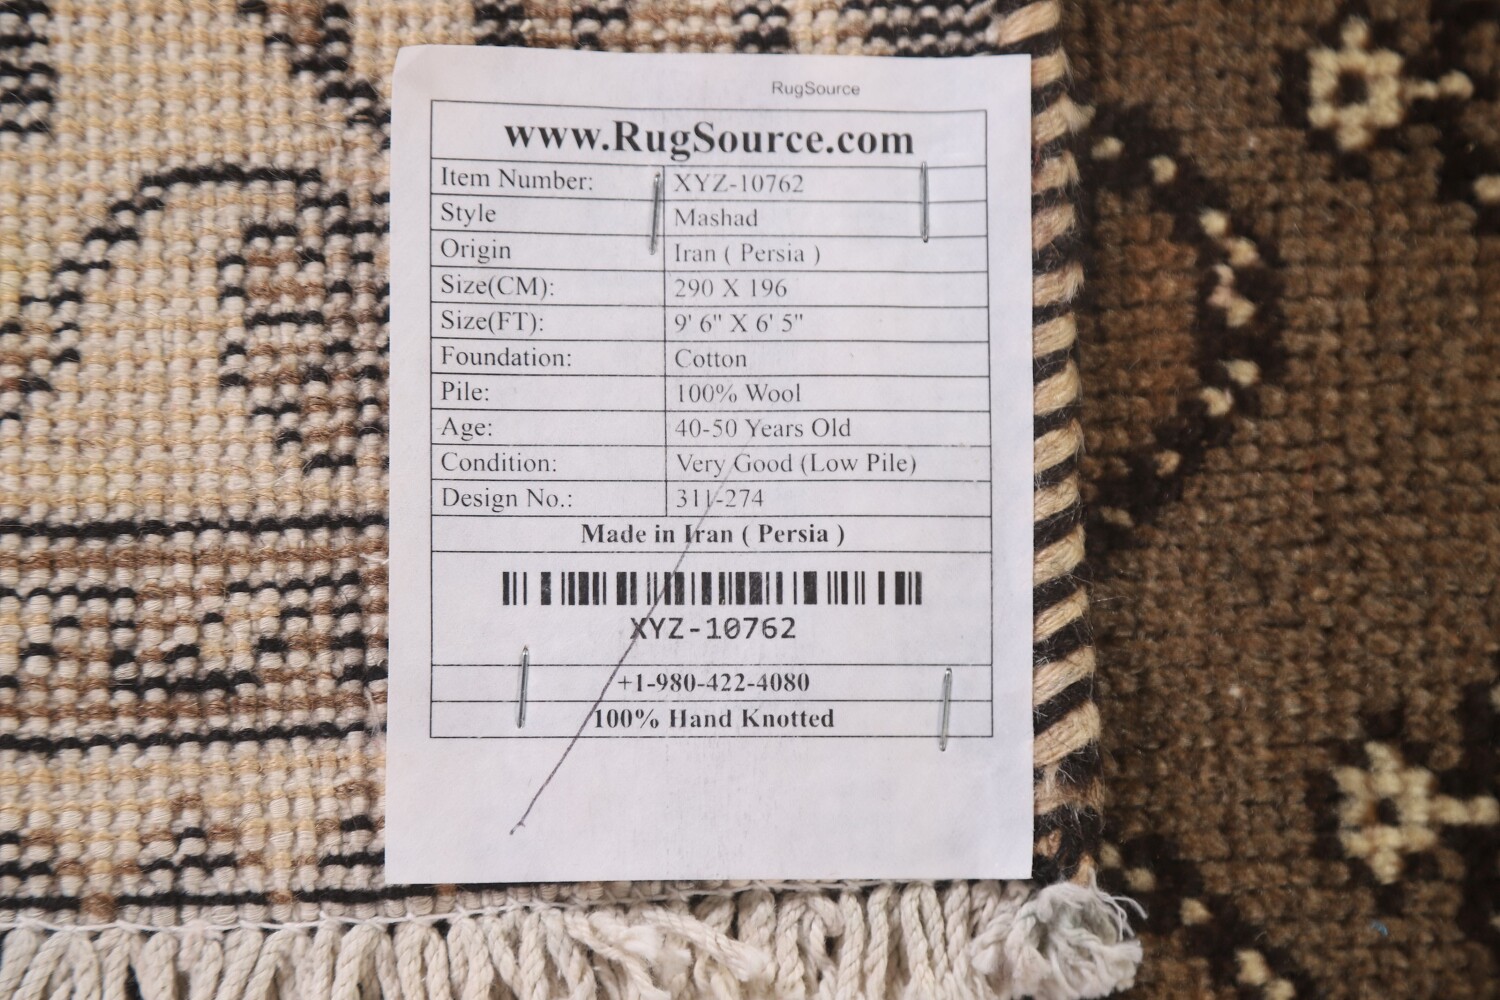 RugSource
www.RugSource.com
Item Number: XYZ-10762
Style Mashad
Origin Iran ( Persia )
Size(CM): 290 X 196
Size(FT): 9' 6" X 6' 5"
Foundation: Cotton
Pile: 100% Wool
Age: 40-50 Years Old
Condition: Very Good (Low Pile)
Design No.: 311-274
Made in Iran ( Persia )
XYZ-10762
+1-980-422-4080
100% Hand Knotted